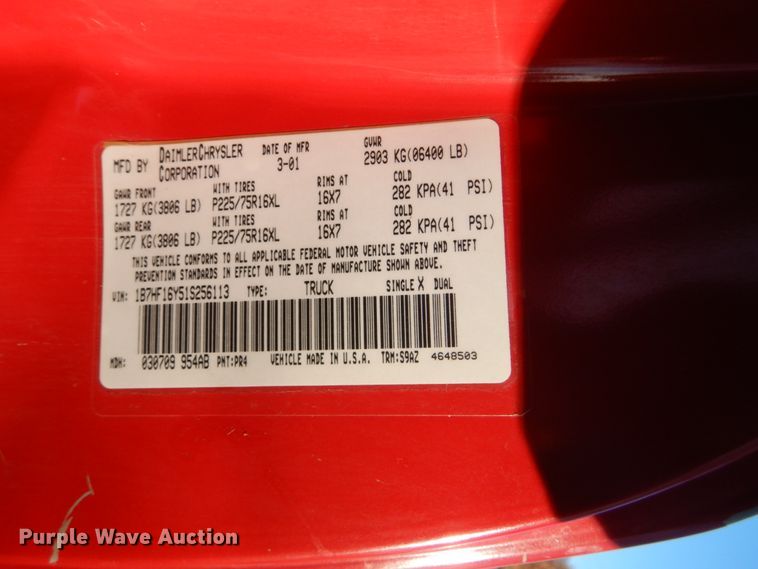 MFD BY DAIMLERCHRYSLER CORPORATION DATE OF MFR 3-01 GVWR 2903 KG(06400 LB)
GAWR FRONT WITH TIRES RIMS AT COLD
1727 KG(3806 LB) P225/75R16XL 16X7 282 KPA(41 PSI)
GAWR REAR WITH TIRES RIMS AT COLD
1727 KG(3806 LB) P225/75R16XL 16X7 282 KPA(41 PSI)
THIS VEHICLE CONFORMS TO ALL APPLICABLE FEDERAL MOTOR VEHICLE SAFETY AND THEFT
PREVENTION STANDARDS IN EFFECT ON THE DATE OF MANUFACTURE SHOWN ABOVE.
VIN: 1B7HF16Y51S256113 TYPE: TRUCK SINGLE X DUAL
MDH: 030709 954AB PNT:PR4 VEHICLE MADE IN U.S.A. TRM:S9AZ 4648503
Purple Wave Auction